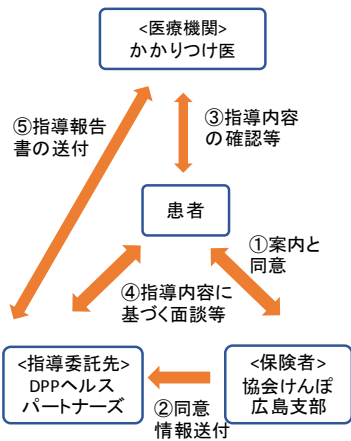 <医療機関>
かかりつけ医
⑤指導報告
書の送付
③指導内容
の確認等
患者
①案内と
同意
④指導内容に
基づく面談等
<指導委託先>
DPPヘルス
パートナーズ
<保険者>
協会けんぽ
広島支部
②同意
情報送付